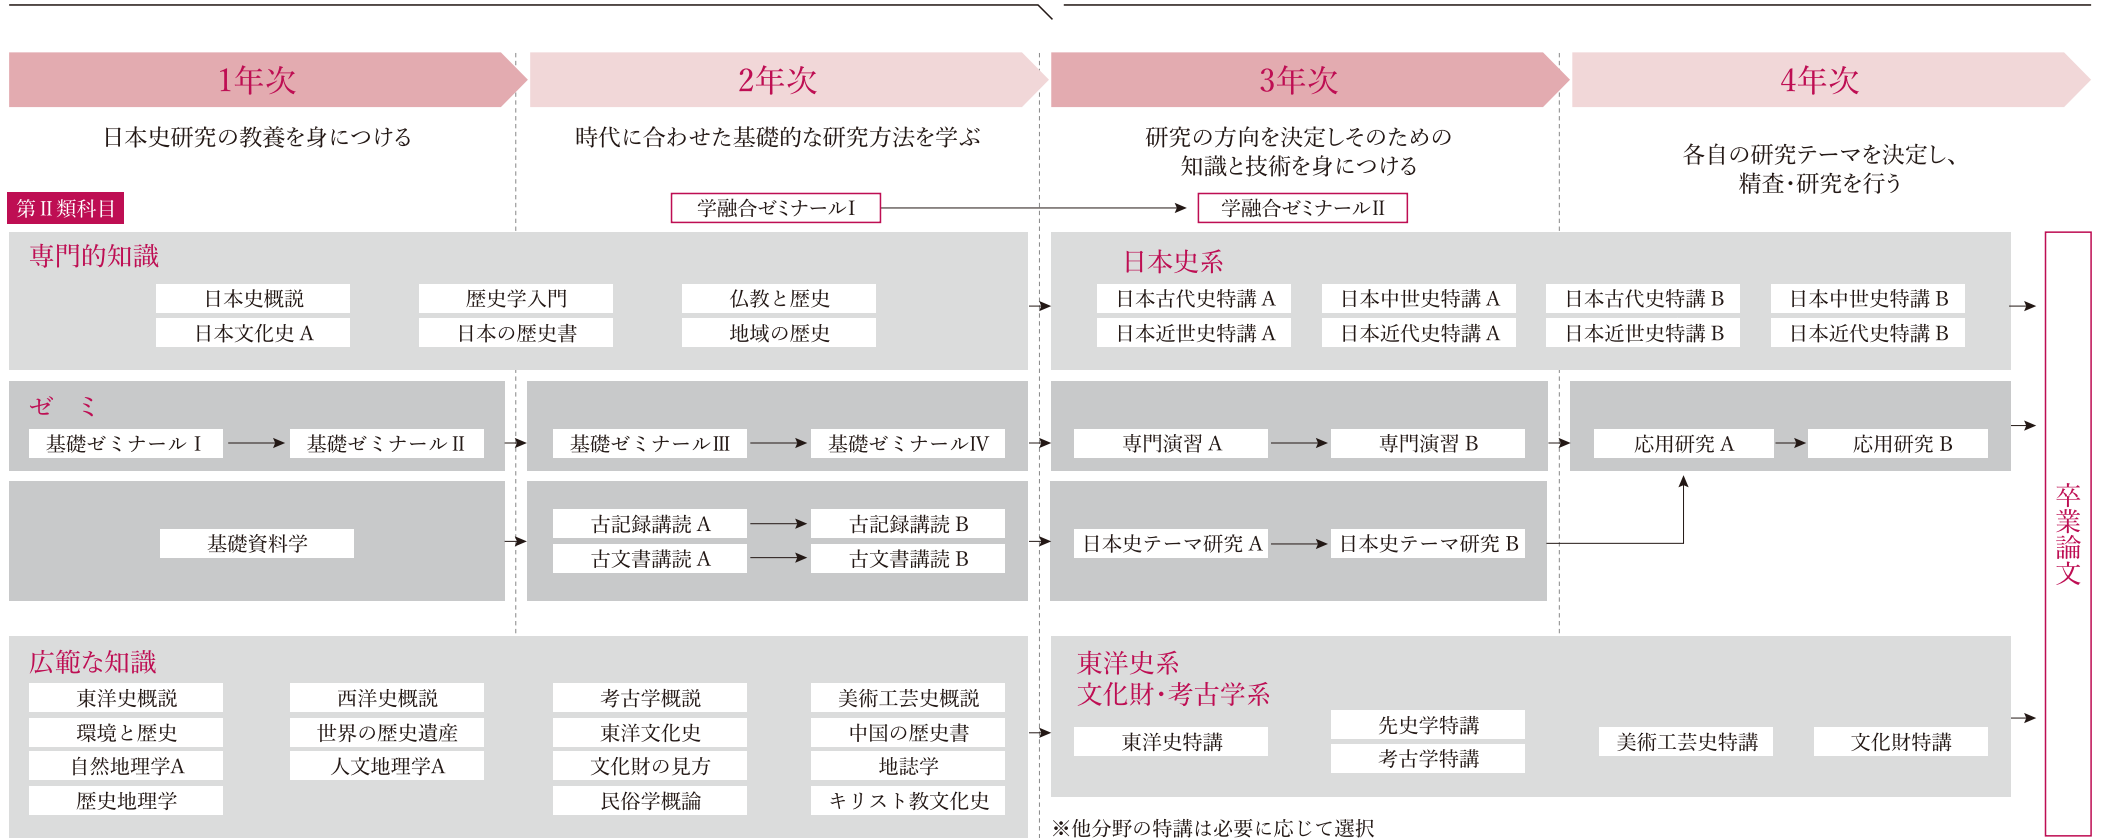 1年次
2年次
3年次
4年次
日本史研究の教養を身につける
時代に合わせた基礎的な研究方法を学ぶ
研究の方向を決定しそのための
知識と技術を身につける
各自の研究テーマを決定し、
精査・研究を行う
第Ⅱ類科目
学融合ゼミナールⅠ
学融合ゼミナールⅡ
専門的知識
日本史概説
歴史学入門
仏教と歴史
日本文化史 A
日本の歴史書
地域の歴史
日本史系
日本古代史特講 A
日本中世史特講 A
日本古代史特講 B
日本中世史特講 B
日本近世史特講 A
日本近代史特講 A
日本近世史特講 B
日本近代史特講 B
ゼ　ミ
基礎ゼミナール Ⅰ
基礎ゼミナール Ⅱ
基礎ゼミナールⅢ
基礎ゼミナールⅣ
専門演習 A
専門演習 B
応用研究 A
応用研究 B
基礎資料学
古記録講読 A
古記録講読 B
古文書講読 A
古文書講読 B
日本史テーマ研究 A
日本史テーマ研究 B
卒業論文
広範な知識
東洋史概説
西洋史概説
考古学概説
美術工芸史概説
環境と歴史
世界の歴史遺産
東洋文化史
中国の歴史書
自然地理学A
人文地理学A
文化財の見方
地誌学
歴史地理学
民俗学概論
キリスト教文化史
東洋史系
文化財・考古学系
東洋史特講
先史学特講
考古学特講
美術工芸史特講
文化財特講
※他分野の特講は必要に応じて選択